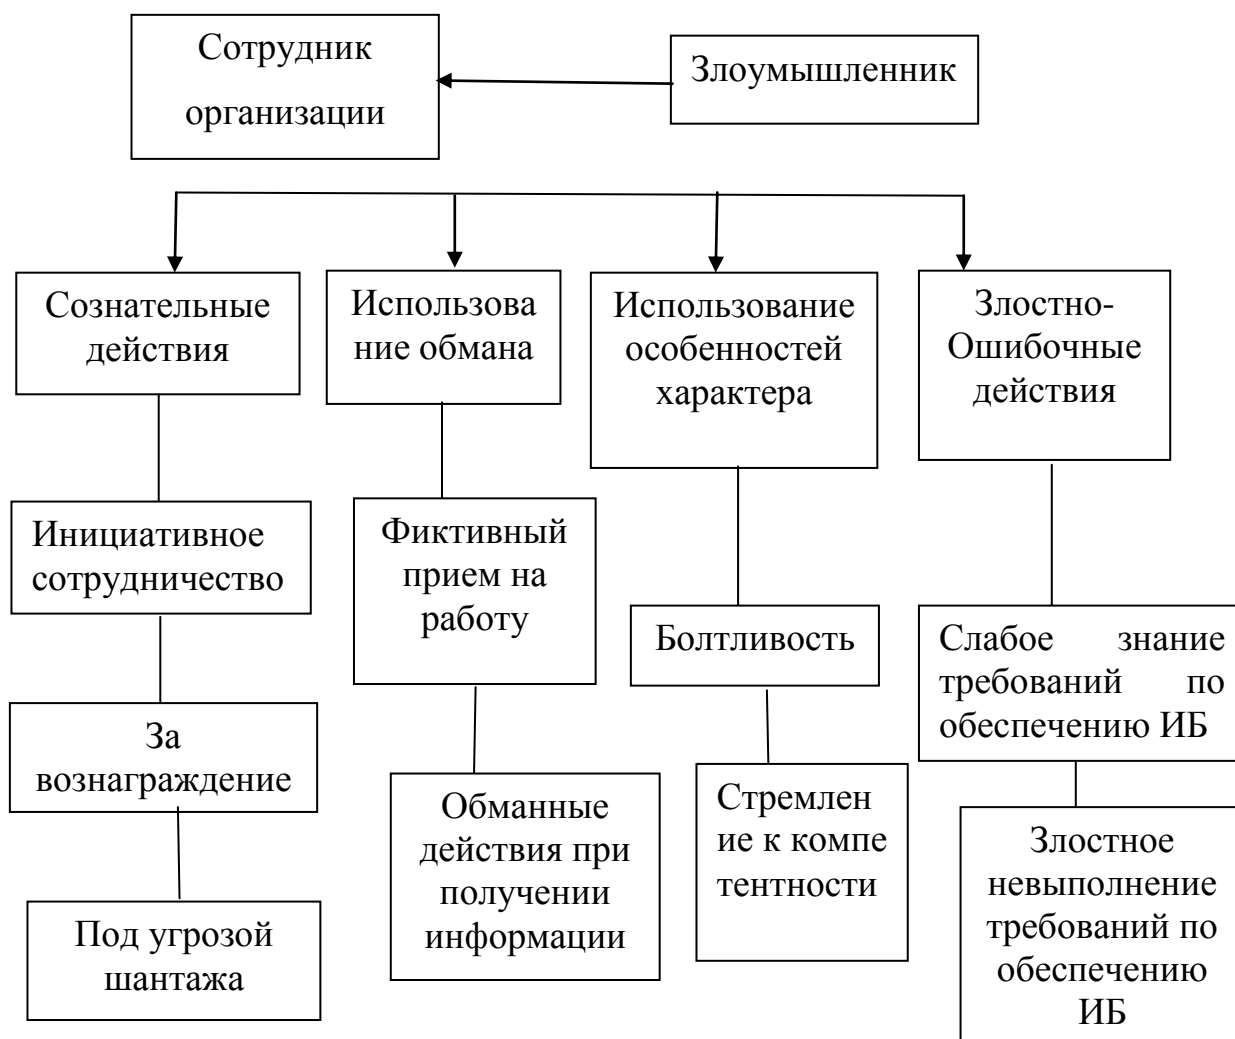 Сотрудник
организации
Злоумышленник
Сознательные
действия
Использова
ние обмана
Использование
особенностей
характера
Злостно-
Ошибочные
действия
Инициативное
сотрудничество
Фиктивный
прием на
работу
Болтливость
Слабое знание
требований по
обеспечению ИБ
За
вознаграждение
Обманные
действия при
получении
информации
Стремлен
ие к компе
тентности
Злостное
невыполнение
требований по
обеспечению
ИБ
Под угрозой
шантажа